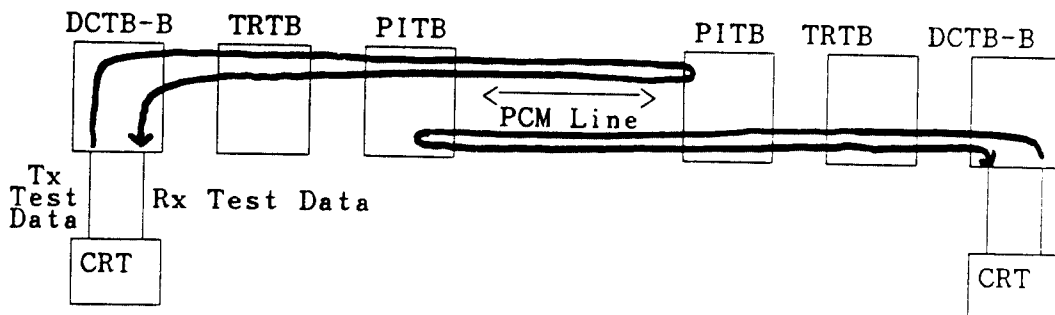 DCTB-B TRTB PITB PITB TRTB DCTB-B
PCM Line
Tx
Test
Data
Rx Test Data
CRT CRT